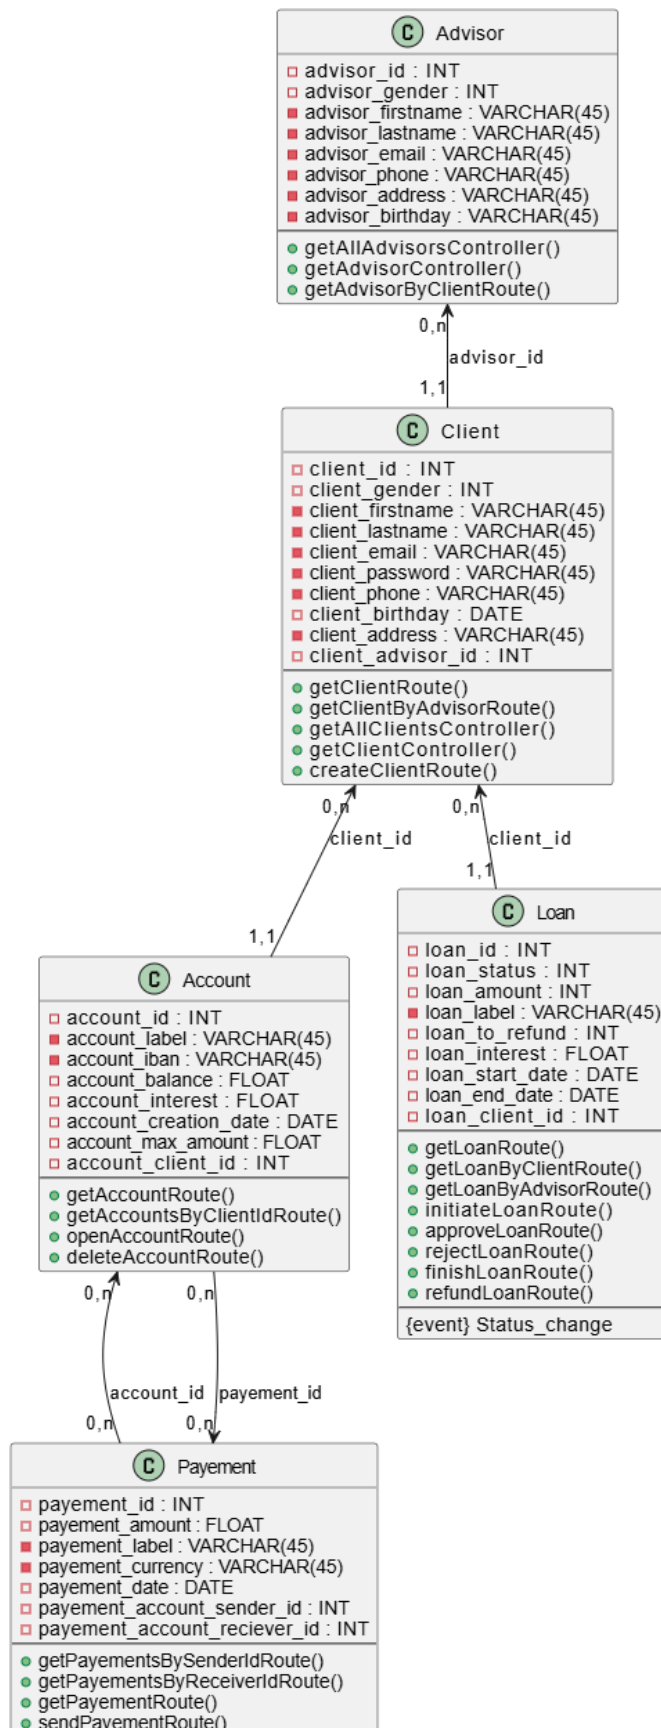 C Advisor
advisor_id : INT
advisor_gender : INT
advisor_firstname : VARCHAR(45)
advisor_lastname : VARCHAR(45)
advisor_email : VARCHAR(45)
advisor_phone : VARCHAR(45)
advisor_address : VARCHAR(45)
advisor_birthday : VARCHAR(45)
getAllAdvisorsController()
getAdvisorController()
getAdvisorByClientRoute()
0,n
advisor_id
1,1
C Client
client_id : INT
client_gender : INT
client_firstname : VARCHAR(45)
client_lastname : VARCHAR(45)
client_email : VARCHAR(45)
client_password : VARCHAR(45)
client_phone : VARCHAR(45)
client_birthday : DATE
client_address : VARCHAR(45)
client_advisor_id : INT
getClientRoute()
getClientByAdvisorRoute()
getAllClientsController()
getClientController()
createClientRoute()
0,n
client_id
1,1
0,n
client_id
1,1
C Loan
loan_id : INT
loan_status : INT
loan_amount : INT
loan_label : VARCHAR(45)
loan_to_refund : INT
loan_interest : FLOAT
loan_start_date : DATE
loan_end_date : DATE
loan_client_id : INT
getLoanRoute()
getLoanByClientRoute()
getLoanByAdvisorRoute()
initiateLoanRoute()
approveLoanRoute()
rejectLoanRoute()
finishLoanRoute()
refundLoanRoute()
{event} Status_change
C Account
account_id : INT
account_label : VARCHAR(45)
account_iban : VARCHAR(45)
account_balance : FLOAT
account_interest : FLOAT
account_creation_date : DATE
account_max_amount : FLOAT
account_client_id : INT
getAccountRoute()
getAccountsByClientIdRoute()
openAccountRoute()
deleteAccountRoute()
0,n
account_id
0,n
0,n
payement_id
0,n
C Payement
payement_id : INT
payement_amount : FLOAT
payement_label : VARCHAR(45)
payement_currency : VARCHAR(45)
payement_date : DATE
payement_account_sender_id : INT
payement_account_reciever_id : INT
getPayementsBySenderIdRoute()
getPayementsByReceiverIdRoute()
getPayementRoute()
sendPayementRoute()